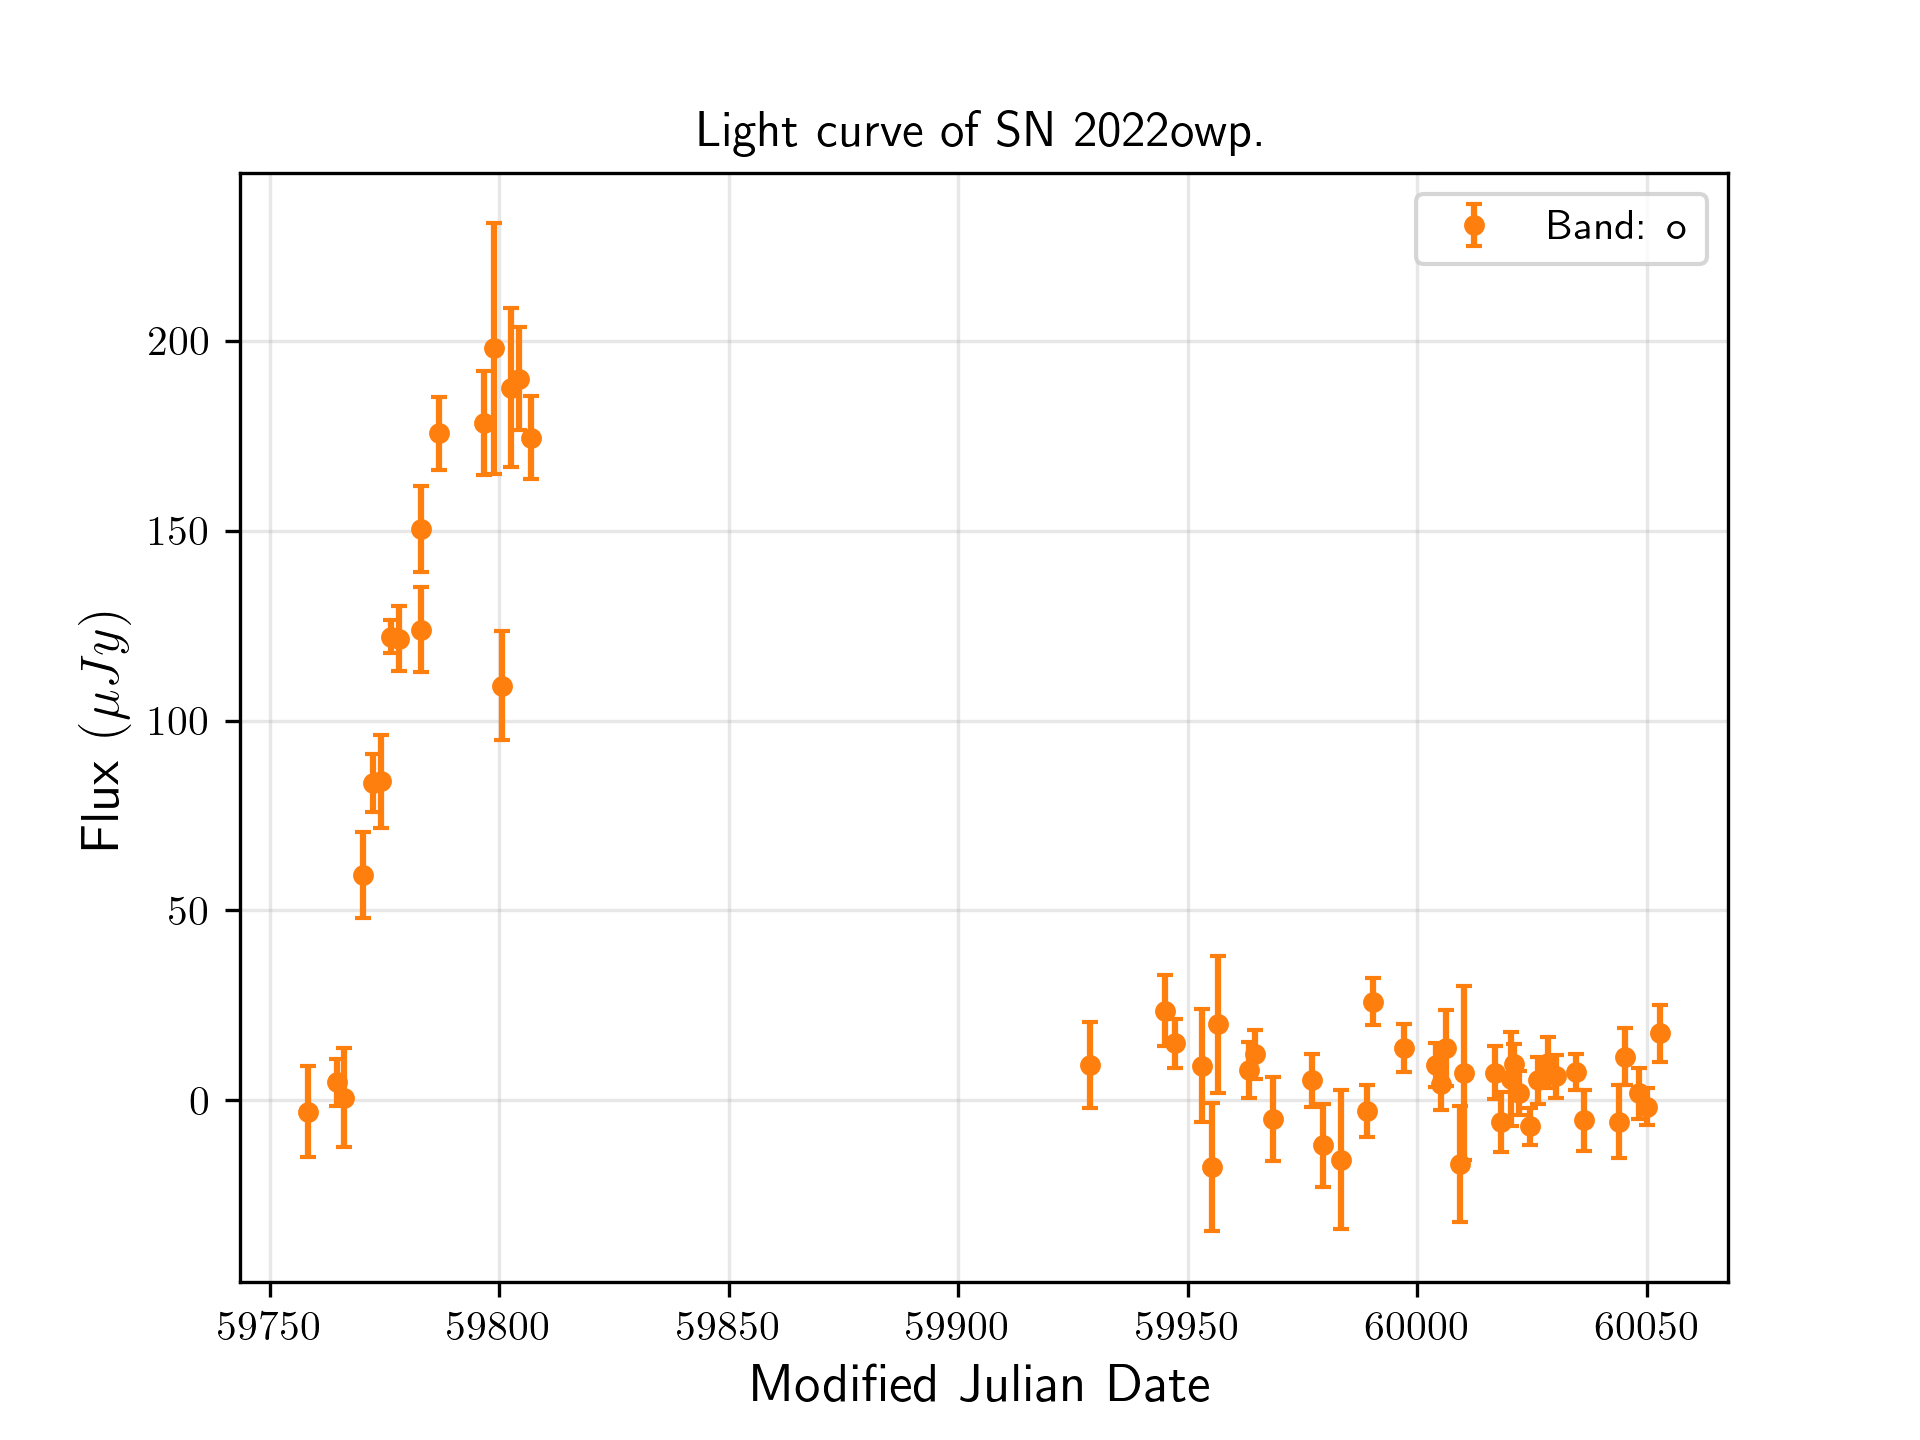 Light curve of SN 2022owp.
Band: o
Flux (μJy)
200
150
100
50
0
59750 59800 59850 59900 59950 60000 60050
Modified Julian Date